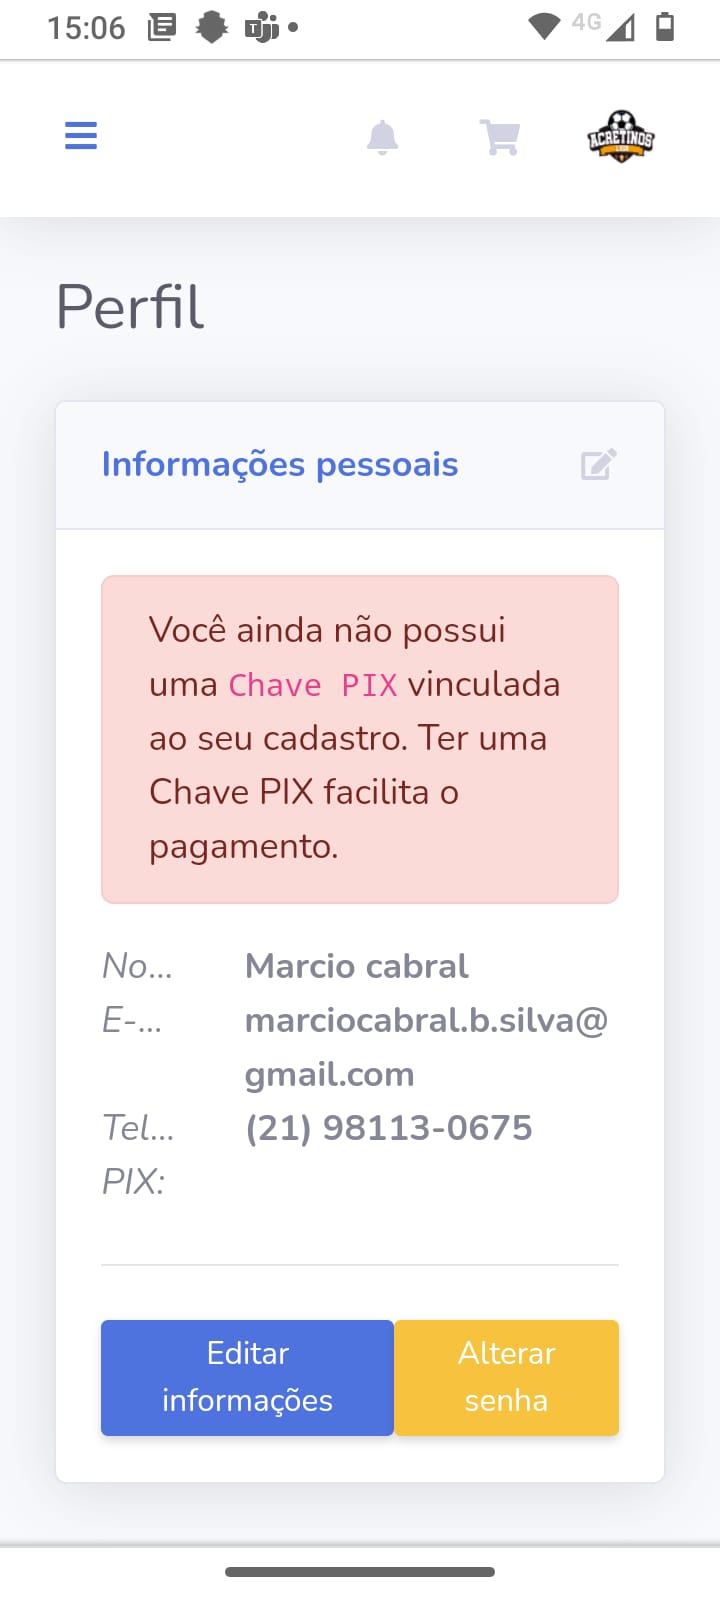 15:06
4G
ACRETINOS
Perfil
Informações pessoais
Você ainda não possui
uma Chave PIX vinculada
ao seu cadastro. Ter uma
Chave PIX facilita o
pagamento.
No... Marcio cabral
E-... marciocabral.b.silva@
gmail.com
Tel... (21) 98113-0675
PIX:
Editar
informações
Alterar
senha